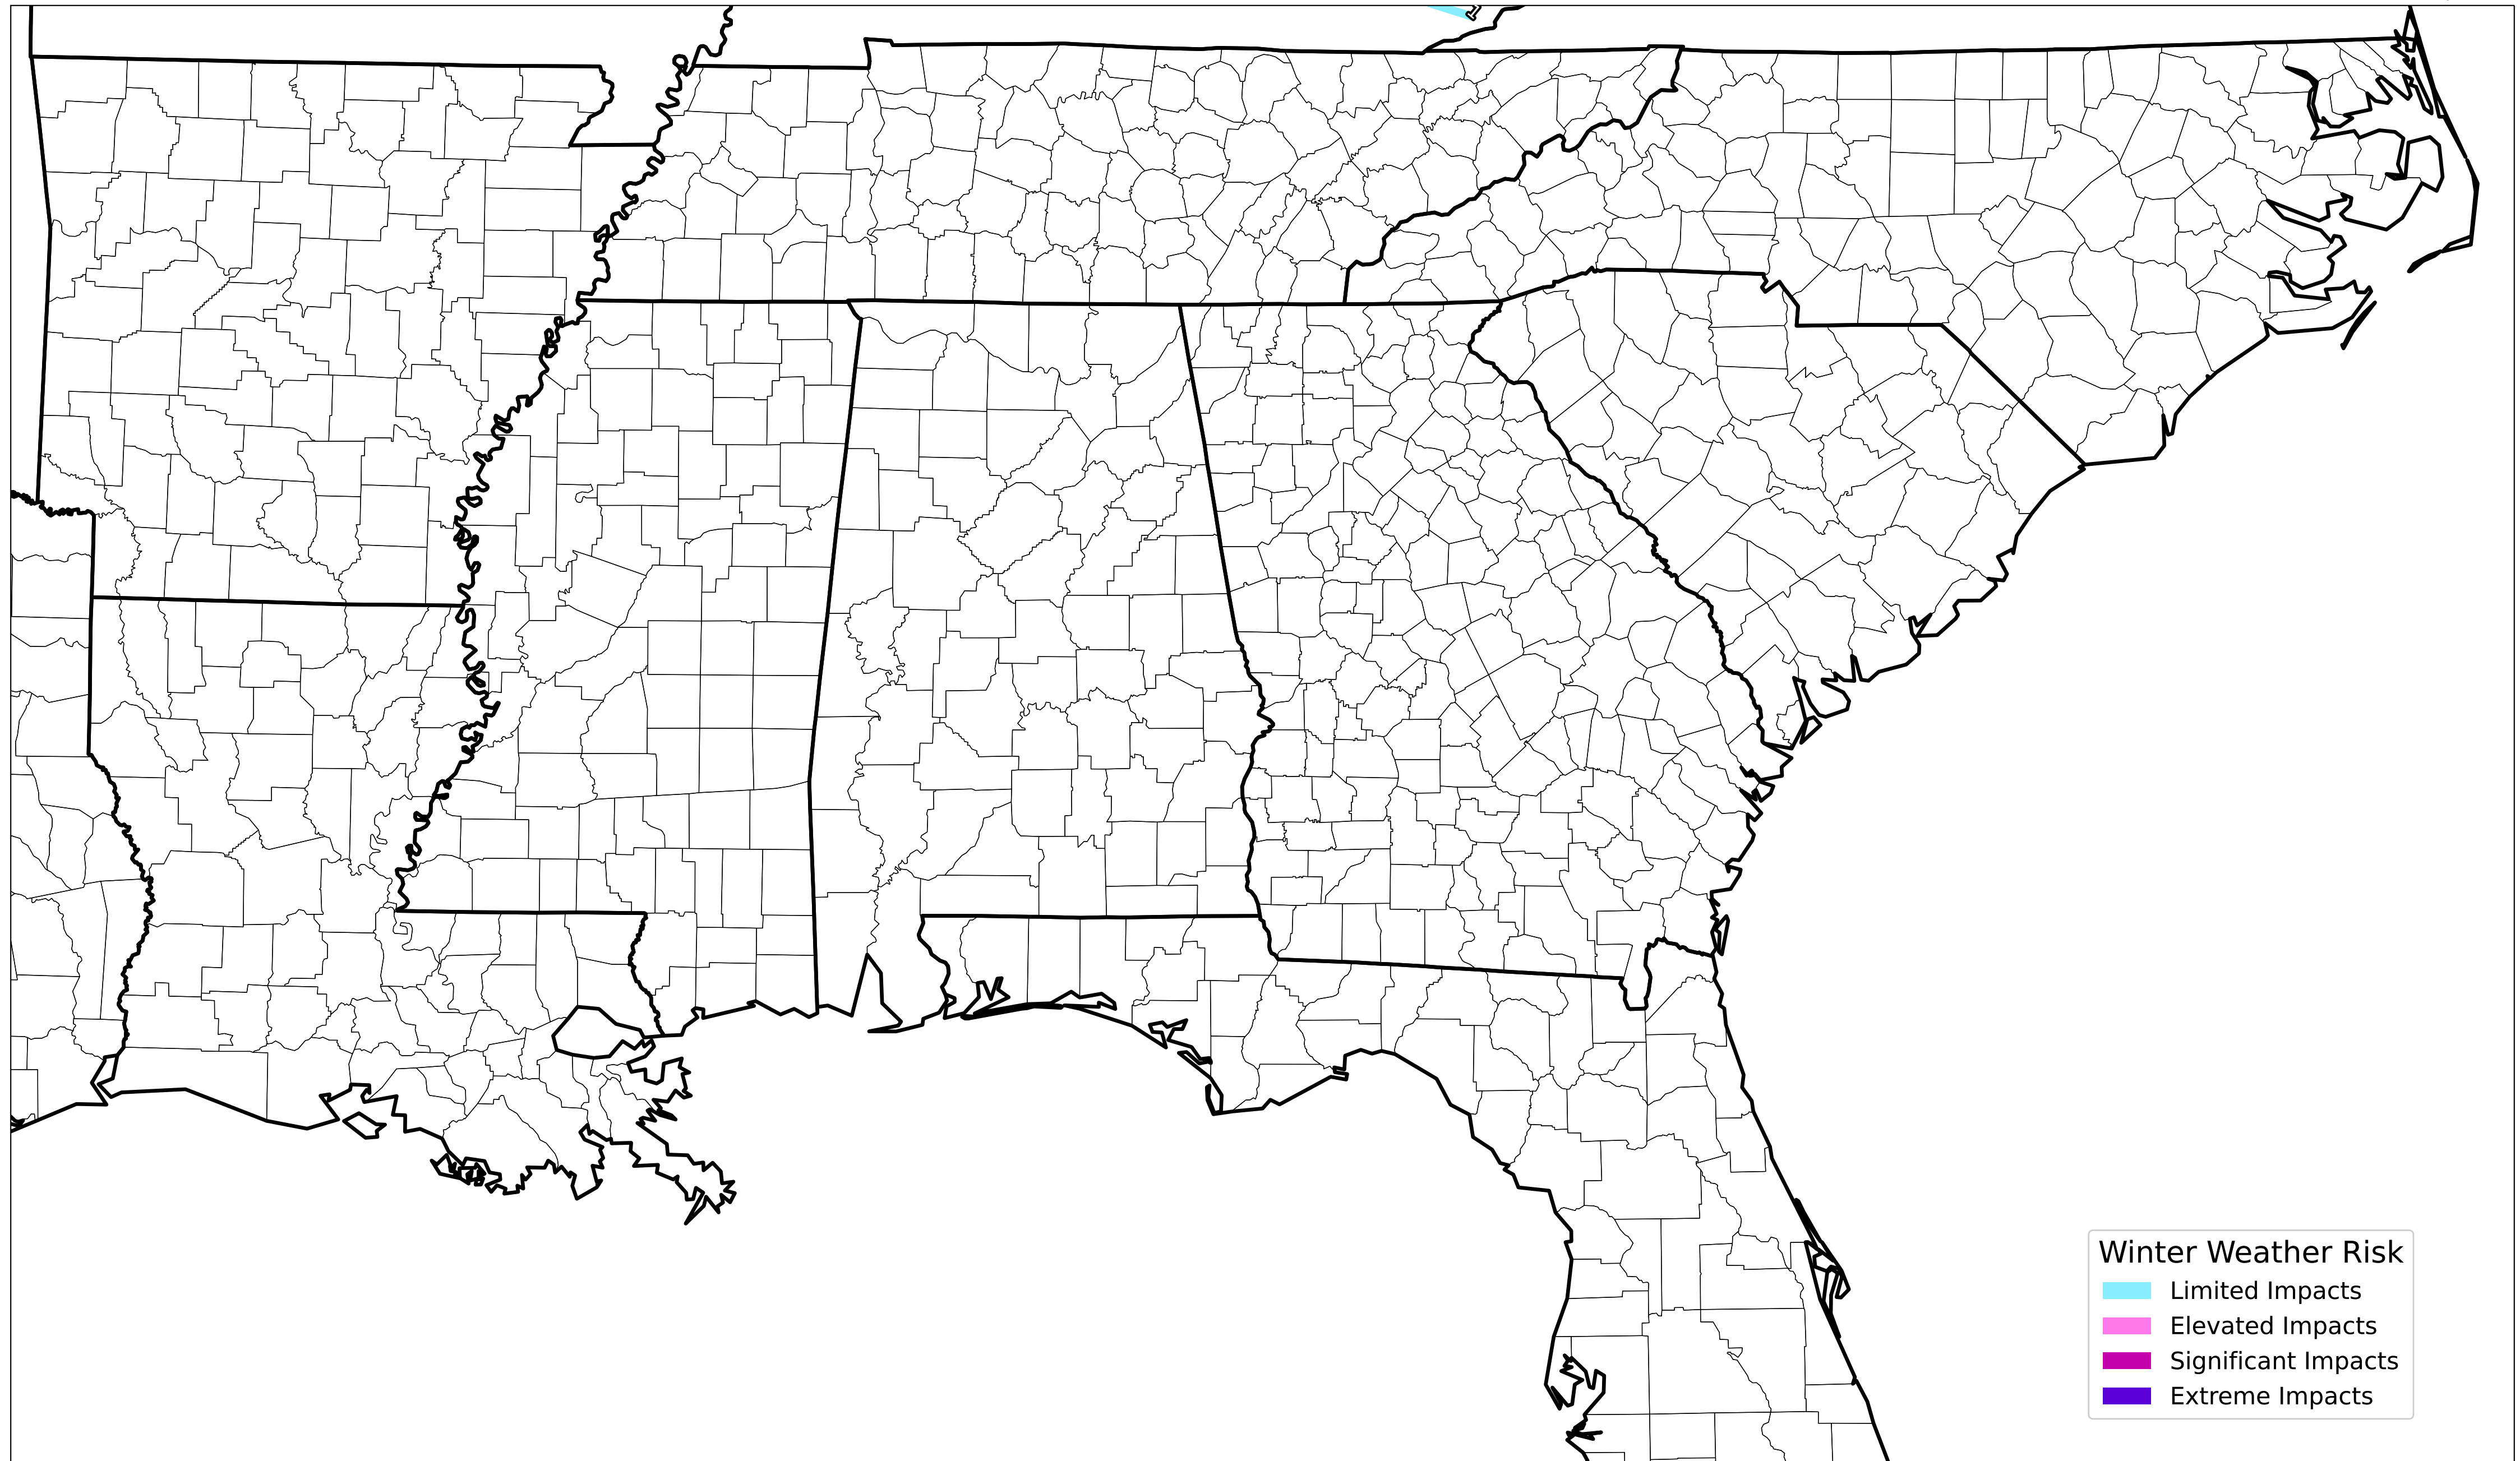 Winter Weather Risk
Limited Impacts
Elevated Impacts
Significant Impacts
Extreme Impacts